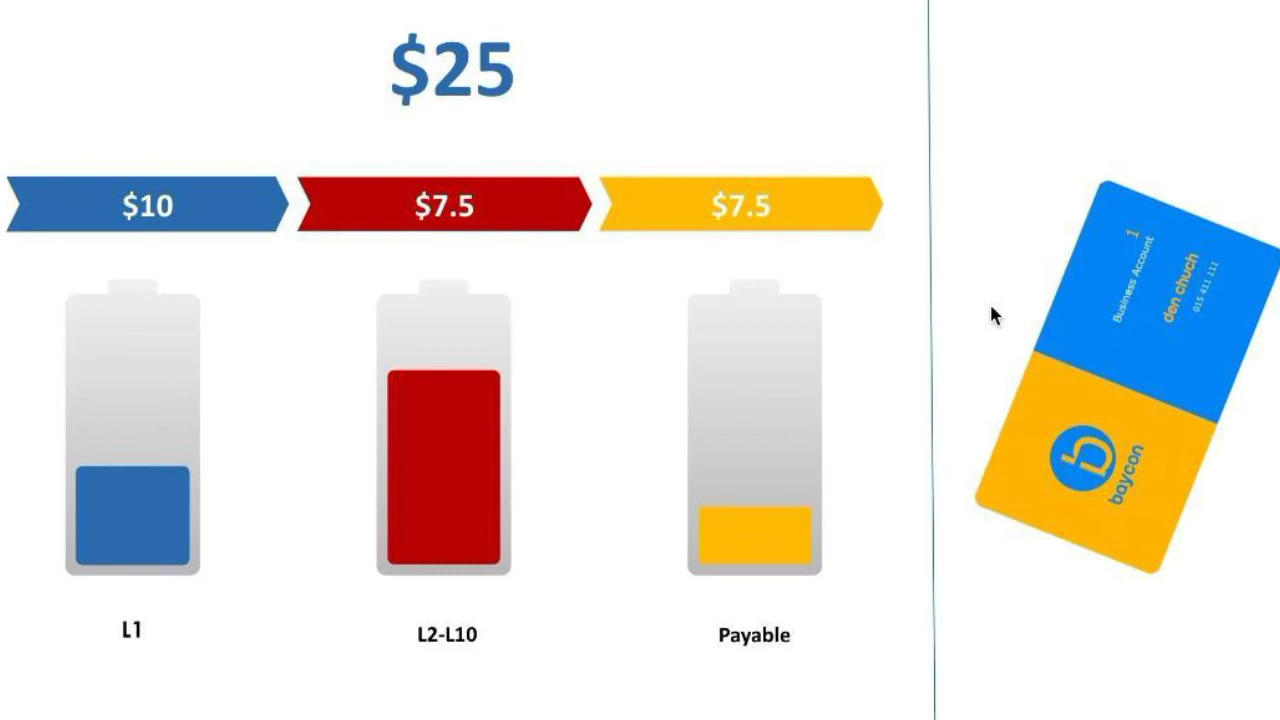 $25
$10
$7.5
$7.5
L1
L2-L10
Payable
Business Account
1
den chuch
015 411 111
b
baycon